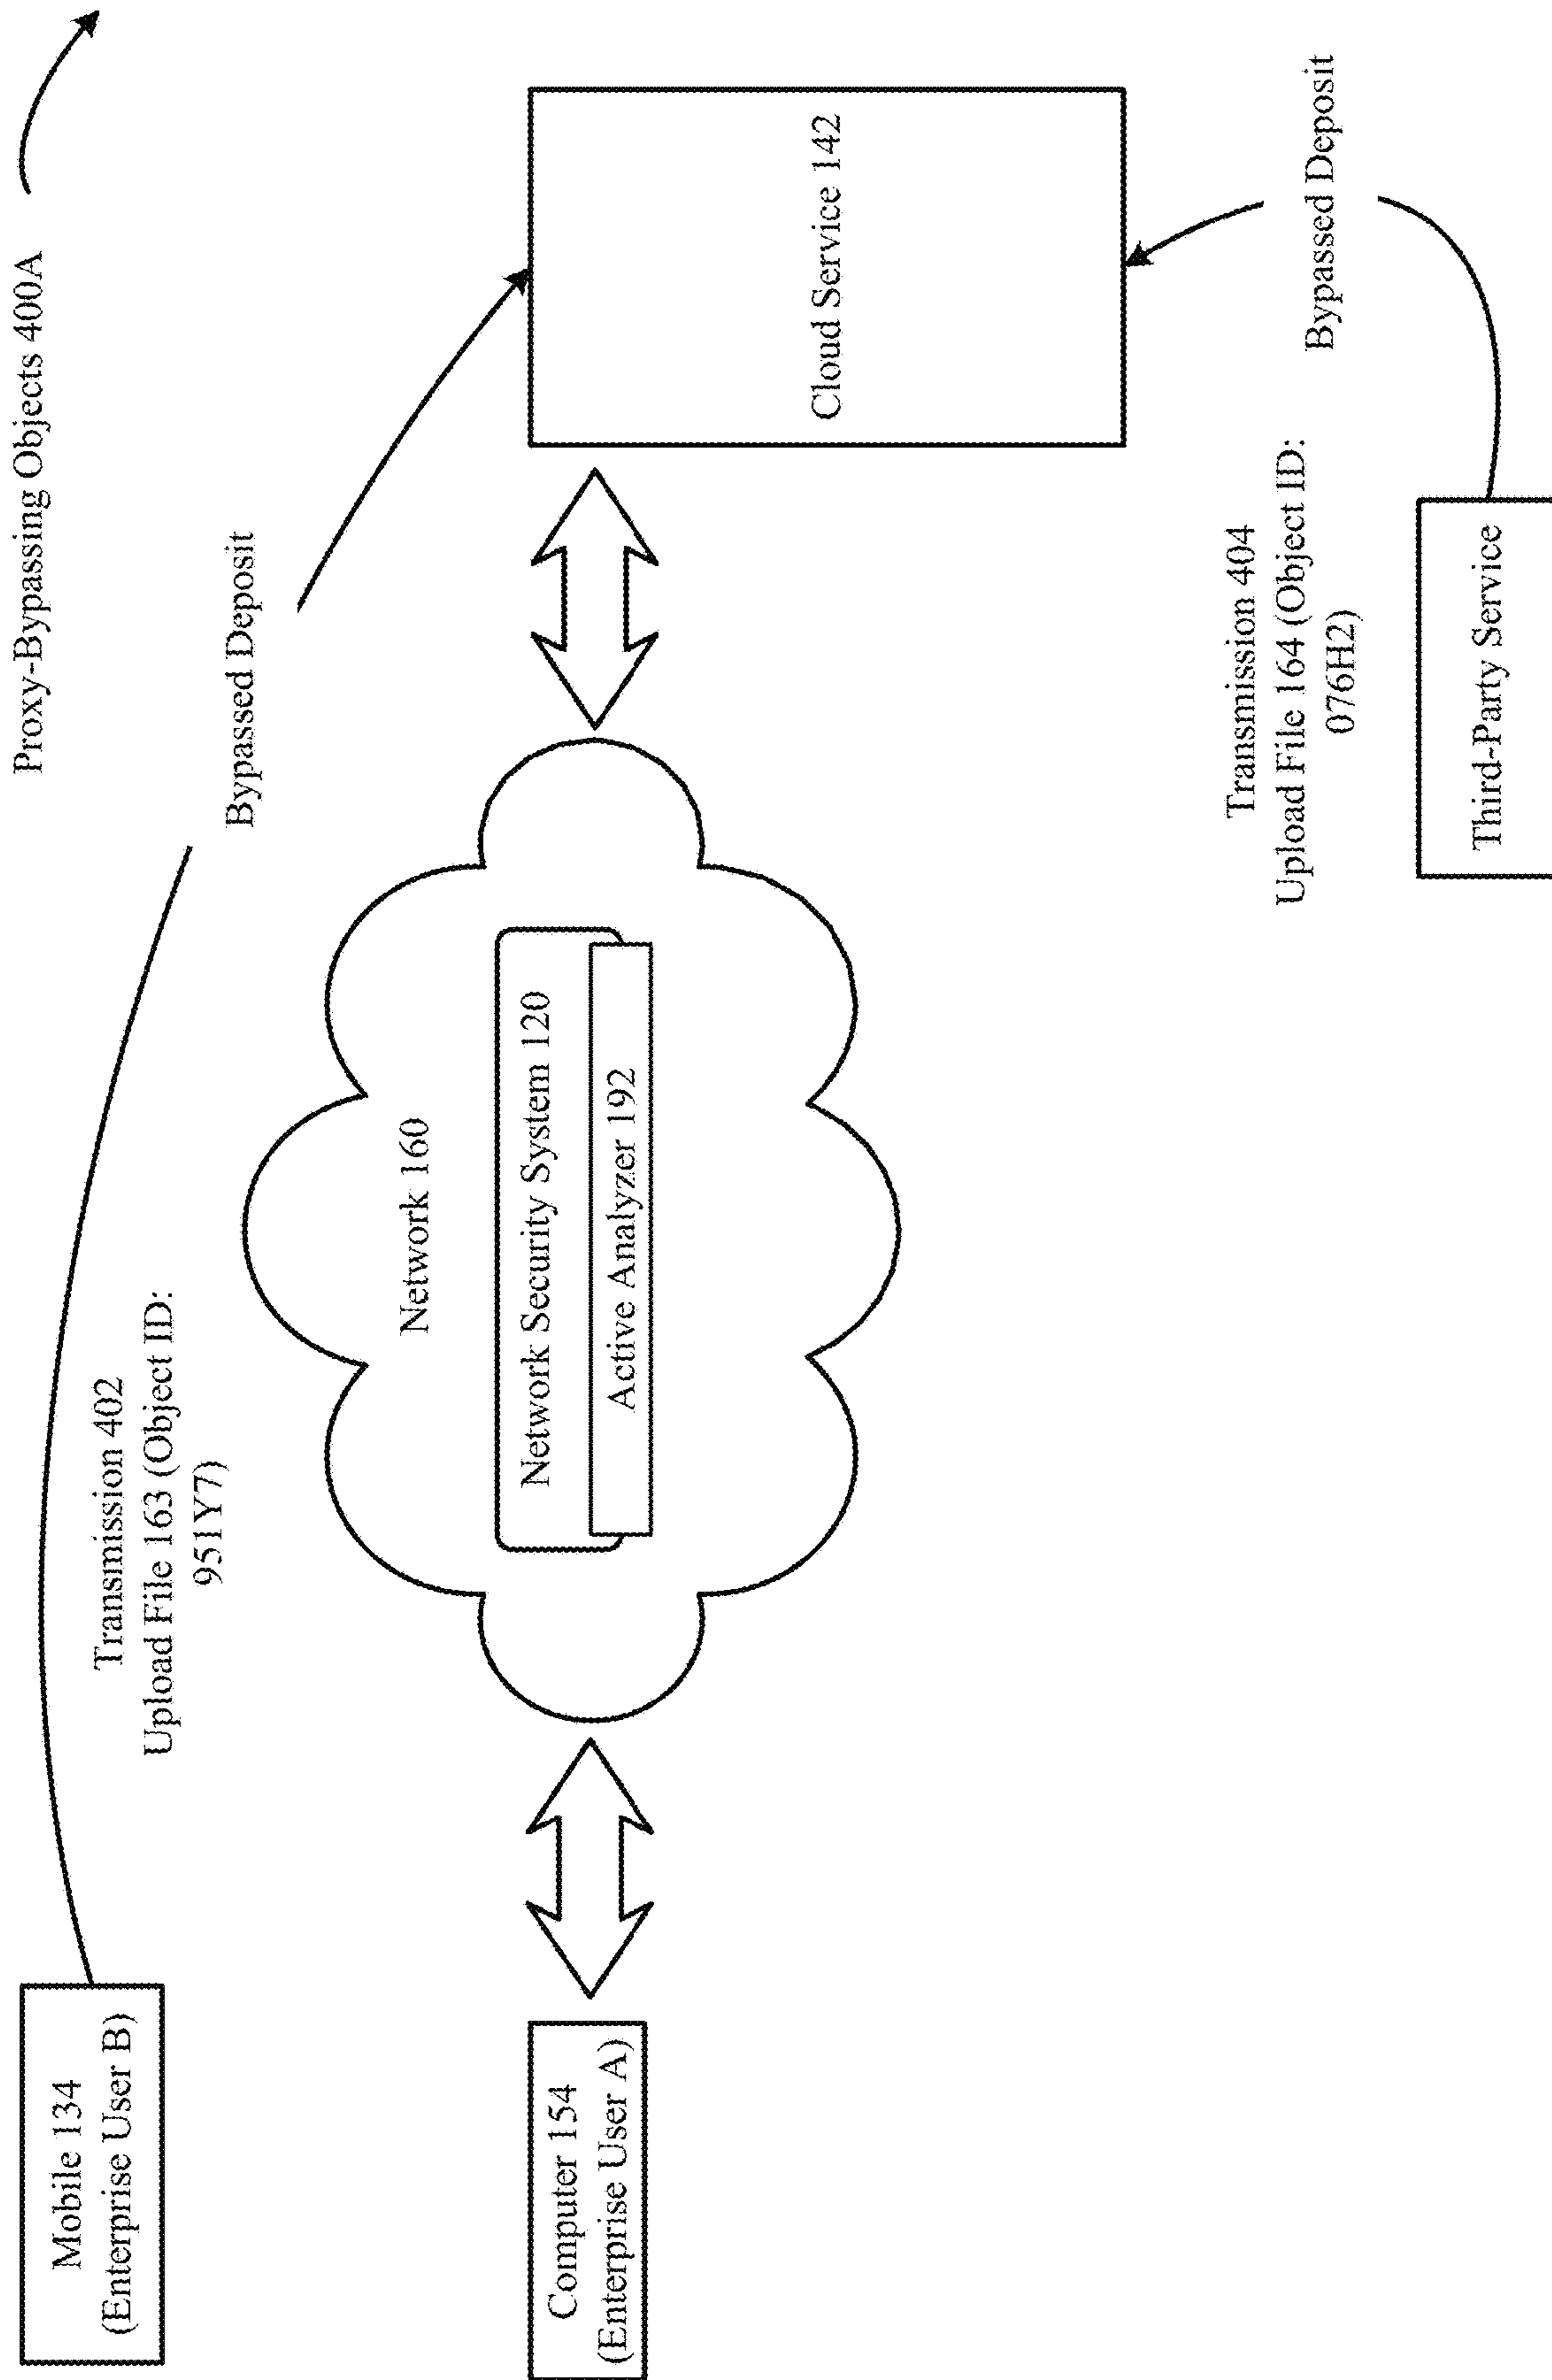 Proxy-Bypassing Objects 400A
Mobile 134
(Enterprise User B)
Transmission 402
Upload File 163 (Object ID:
951Y7)
Bypassed Deposit
Computer 154
(Enterprise User A)
Network 160
Network Security System 120
Active Analyzer 192
Cloud Service 142
Transmission 404
Upload File 164 (Object ID:
076H2)
Bypassed Deposit
Third-Party Service